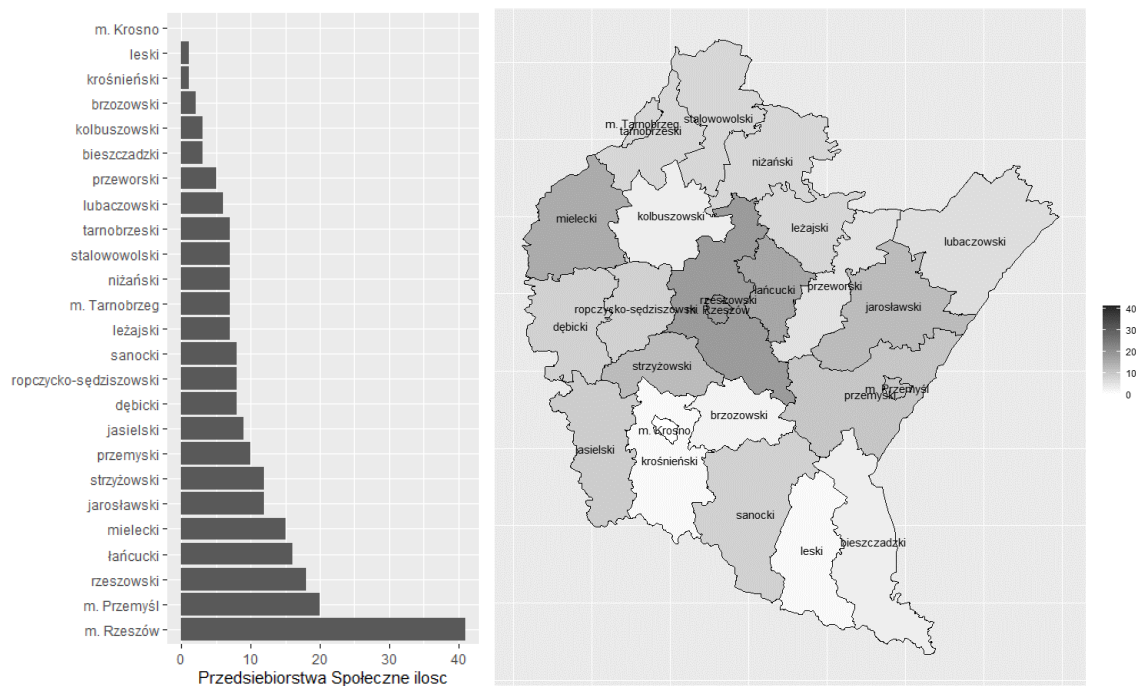 m. Krosno
leski
krośnieński
brzozowski
kolbuszowski
bieszczadzki
przeworski
lubaczowski
tarnobrzeski
stalowowolski
niżański
m. Tarnobrzeg
leżajski
sanocki
ropczycko-sędziszowski
dębicki
jasielski
przemyski
strzyżowski
jarosławski
mielecki
łańcucki
rzeszowski
m. Przemyśl
m. Rzeszów
0 10 20 30 40
Przedsiebiorstwa Społeczne ilosc
stalowowolski
m. Tarnobrzeg
tarnobrzeski
niżański
mielecki
kolbuszowski
leżajski
lubaczowski
łańcucki
przeworski
rzeszowski
jarosławski
ropczycko-sędziszowski
m. Rzeszów
dębicki
strzyżowski
m. Przemyśl
przemyski
brzozowski
m. Krosno
jasielski
krośnieński
sanocki
leski
bieszczadzki
40
30
20
10
0